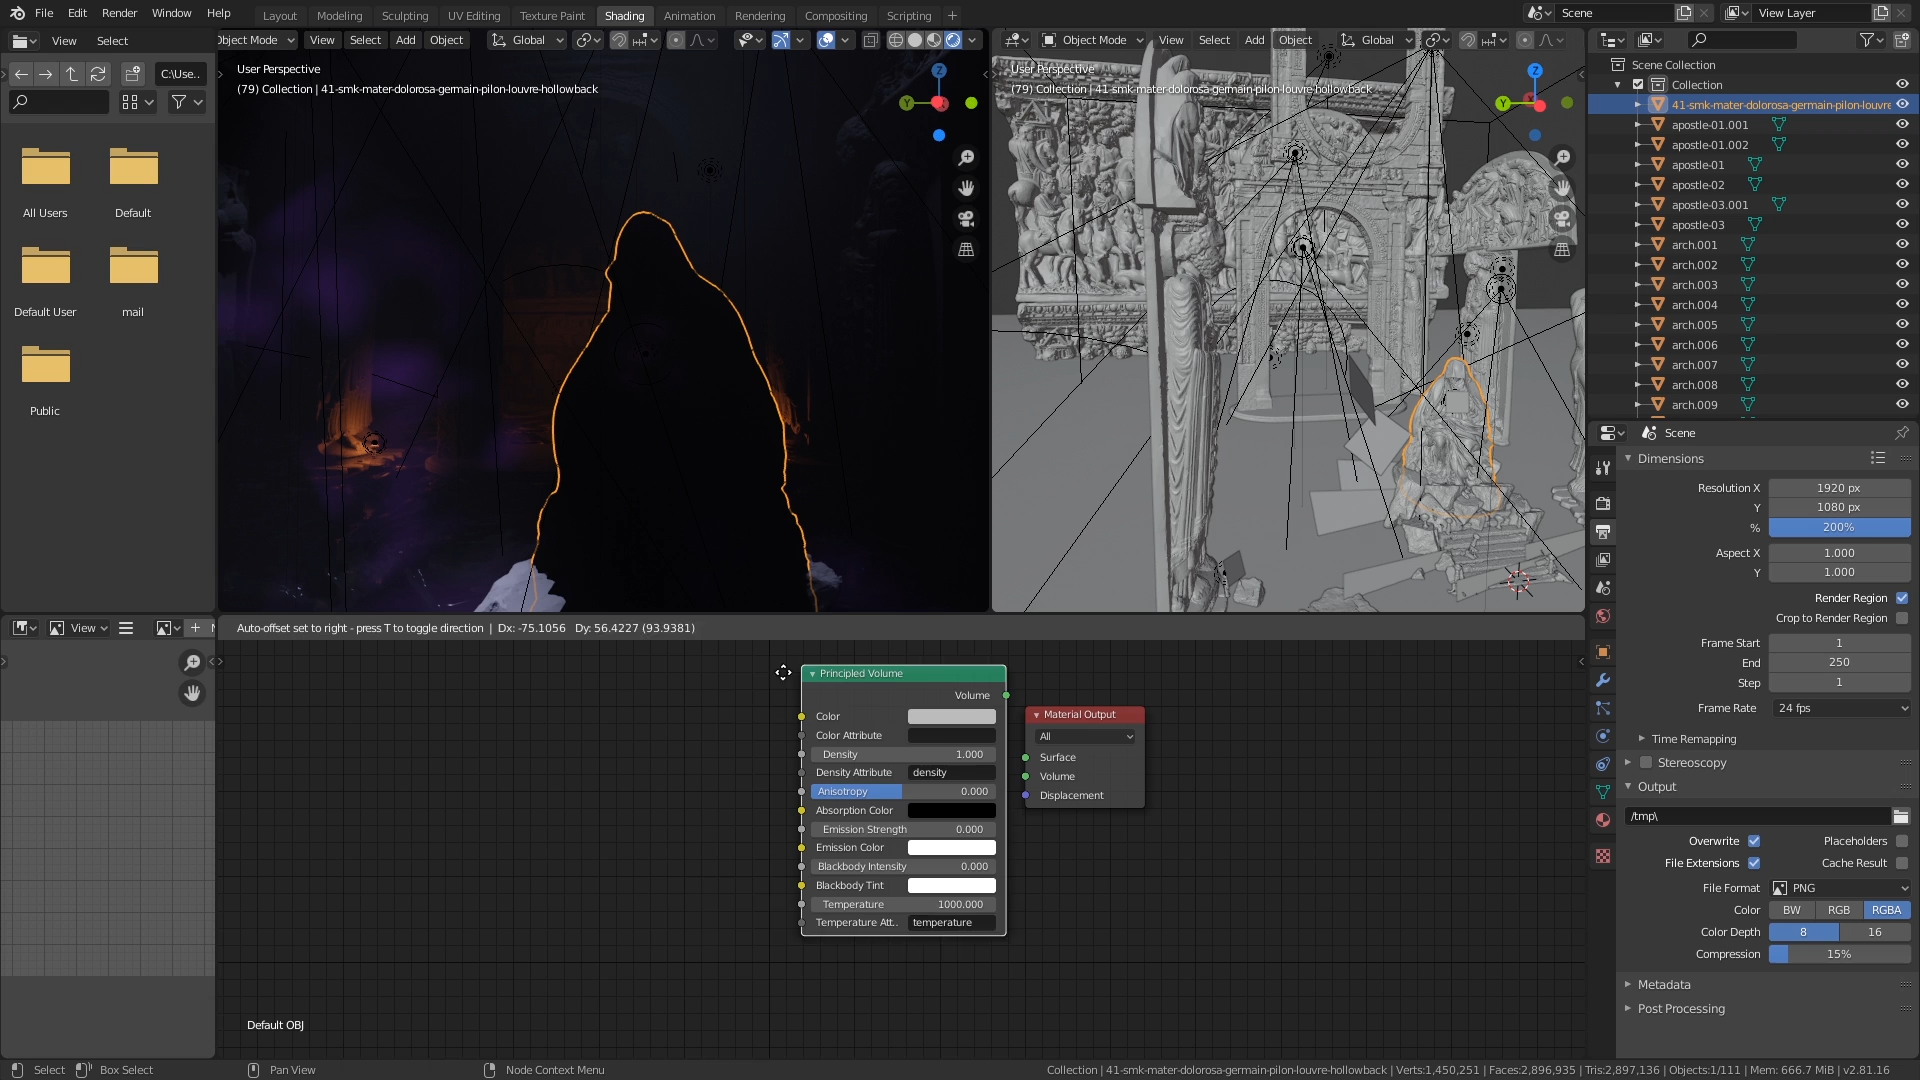 File Edit Render Window Help
Layout Modeling Sculpting UV Editing Texture Paint Shading Animation Rendering Compositing Scripting +
Scene
View Layer
View Select
C:\Use..
All Users
Default
Default User
mail
Public
Object Mode View Select Add Object Global
User Perspective
(79) Collection | 41-smk-mater-dolorosa-germain-pilon-louvre-hollowback
Object Mode View Select Add Object Global
User Perspective
(79) Collection | 41-smk-mater-dolorosa-germain-pilon-louvre-hollowback
Scene Collection
Collection
41-smk-mater-dolorosa-germain-pilon-louvre
apostle-01.001
apostle-01.002
apostle-01
apostle-02
apostle-03.001
apostle-03
arch.001
arch.002
arch.003
arch.004
arch.005
arch.006
arch.007
arch.008
arch.009
Scene
Dimensions
Resolution X 1920 px
Y 1080 px
% 200%
Aspect X 1.000
Y 1.000
Render Region
Crop to Render Region
Frame Start 1
End 250
Step 1
Frame Rate 24 fps
Time Remapping
Stereoscopy
Output
/tmp\
Overwrite Placeholders
File Extensions Cache Result
File Format PNG
Color BW RGB RGBA
Color Depth 8 16
Compression 15%
Metadata
Post Processing
View
Auto-offset set to right - press T to toggle direction | Dx: -75.1056 Dy: 56.4227 (93.9381)
Principled Volume
Volume
Color
Color Attribute
Density 1.000
Density Attribute density
Anisotropy 0.000
Absorption Color
Emission Strength 0.000
Emission Color
Blackbody Intensity 0.000
Blackbody Tint
Temperature 1000.000
Temperature Att.. temperature
Material Output
All
Surface
Volume
Displacement
Default OBJ
Select Box Select Pan View Node Context Menu
Collection | 41-smk-mater-dolorosa-germain-pilon-louvre-hollowback | Verts:1,450,251 | Faces:2,896,935 | Tris:2,897,136 | Objects:1/111 | Mem: 666.7 MiB | v2.81.16